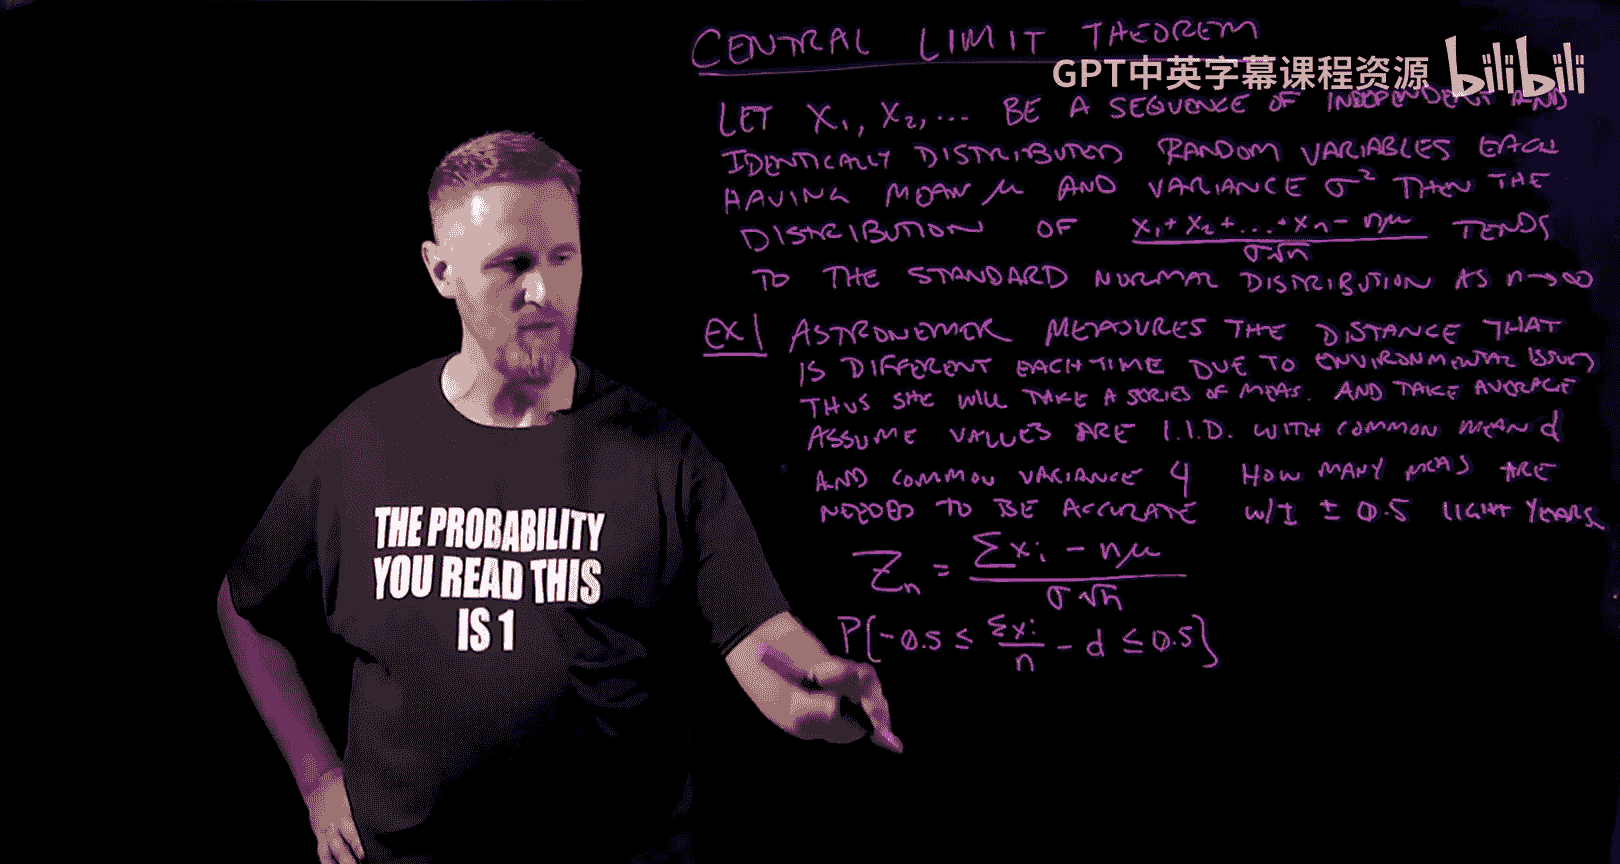 CENTRAL LIMIT THEOREM
GPT中英字幕课程资源 bilibili
LET X₁, X₂, ... BE A SEQUENCE OF INDEPENDENT AND
IDENTICALLY DISTRIBUTED RANDOM VARIABLES EACH
HAVING MEAN μ AND VARIANCE σ² THEN THE
DISTRIBUTION OF (X₁ + X₂ + ... + Xₙ - nμ) / (σ√n) TENDS
TO THE STANDARD NORMAL DISTRIBUTION AS n→∞
EX1 ASTRONEMER MEASURES THE DISTANCE THAT
IS DIFFERENT EACH TIME DUE TO ENVIRONMENTAL ISSUES
THUS SHE WILL TAKE A SERIES OF MEAS. AND TAKE AVERAGE
ASSUME VALUES ARE I.I.D. WITH COMMON MEAN d
AND COMMON VARIANCE 4 HOW MANY MEAS ARE
NEEDED TO BE ACCURATE W/I ± 0.5 LIGHT YEARS
Zₙ = (Σxᵢ - nμ) / (σ√n)
P{-0.5 ≤ Σxᵢ/n - d ≤ 0.5}
THE PROBABILITY
YOU READ THIS
IS 1